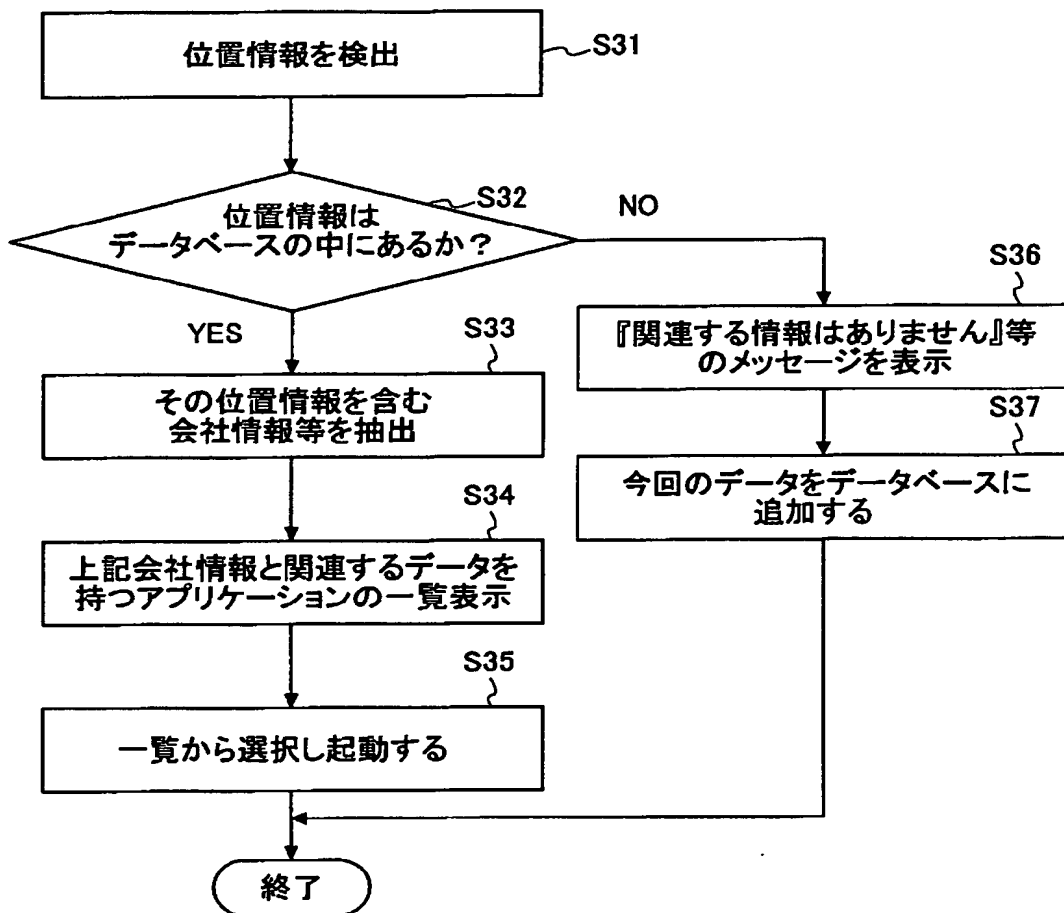 位置情報を検出
S31
S32
位置情報は
データベースの中にあるか？
NO
YES
S33
その位置情報を含む
会社情報等を抽出
S34
上記会社情報と関連するデータを
持つアプリケーションの一覧表示
S35
一覧から選択し起動する
S36
『関連する情報はありません』等
のメッセージを表示
S37
今回のデータをデータベースに
追加する
終了